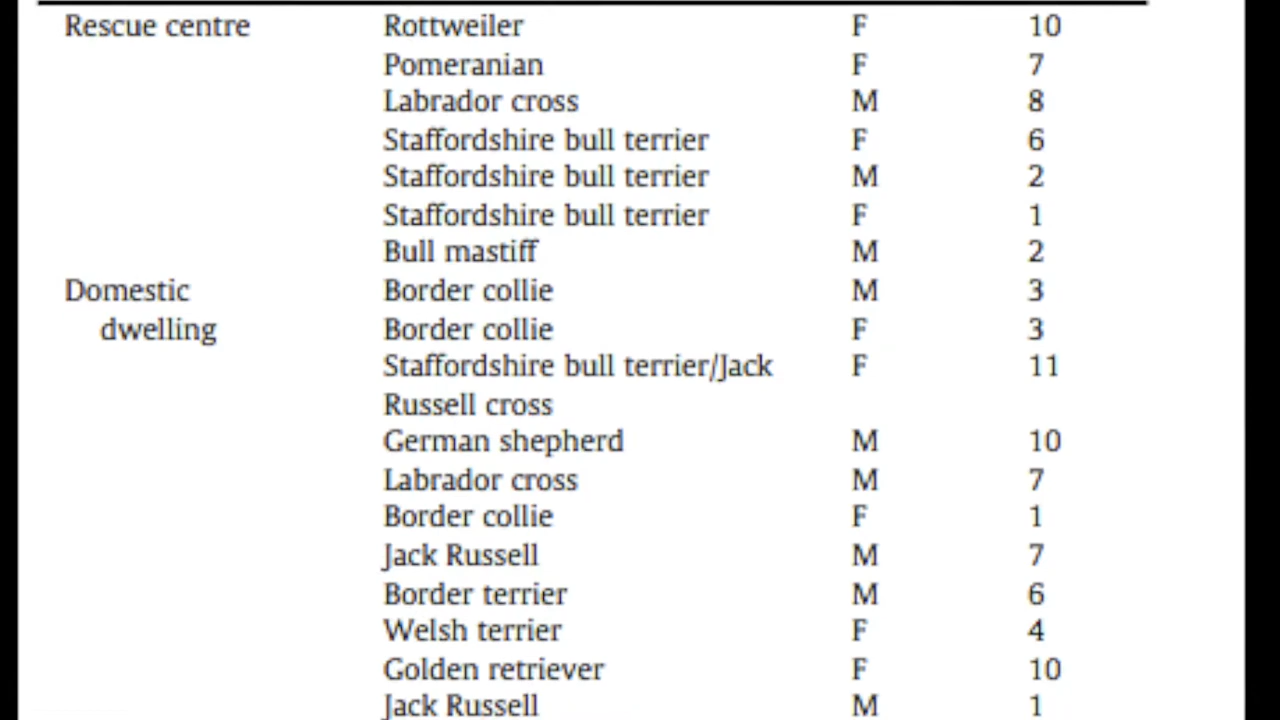 Rescue centre Rottweiler F 10
Pomeranian F 7
Labrador cross M 8
Staffordshire bull terrier F 6
Staffordshire bull terrier M 2
Staffordshire bull terrier F 1
Bull mastiff M 2
Domestic Border collie M 3
dwelling Border collie F 3
Staffordshire bull terrier/Jack F 11
Russell cross
German shepherd M 10
Labrador cross M 7
Border collie F 1
Jack Russell M 7
Border terrier M 6
Welsh terrier F 4
Golden retriever F 10
Jack Russell M 1